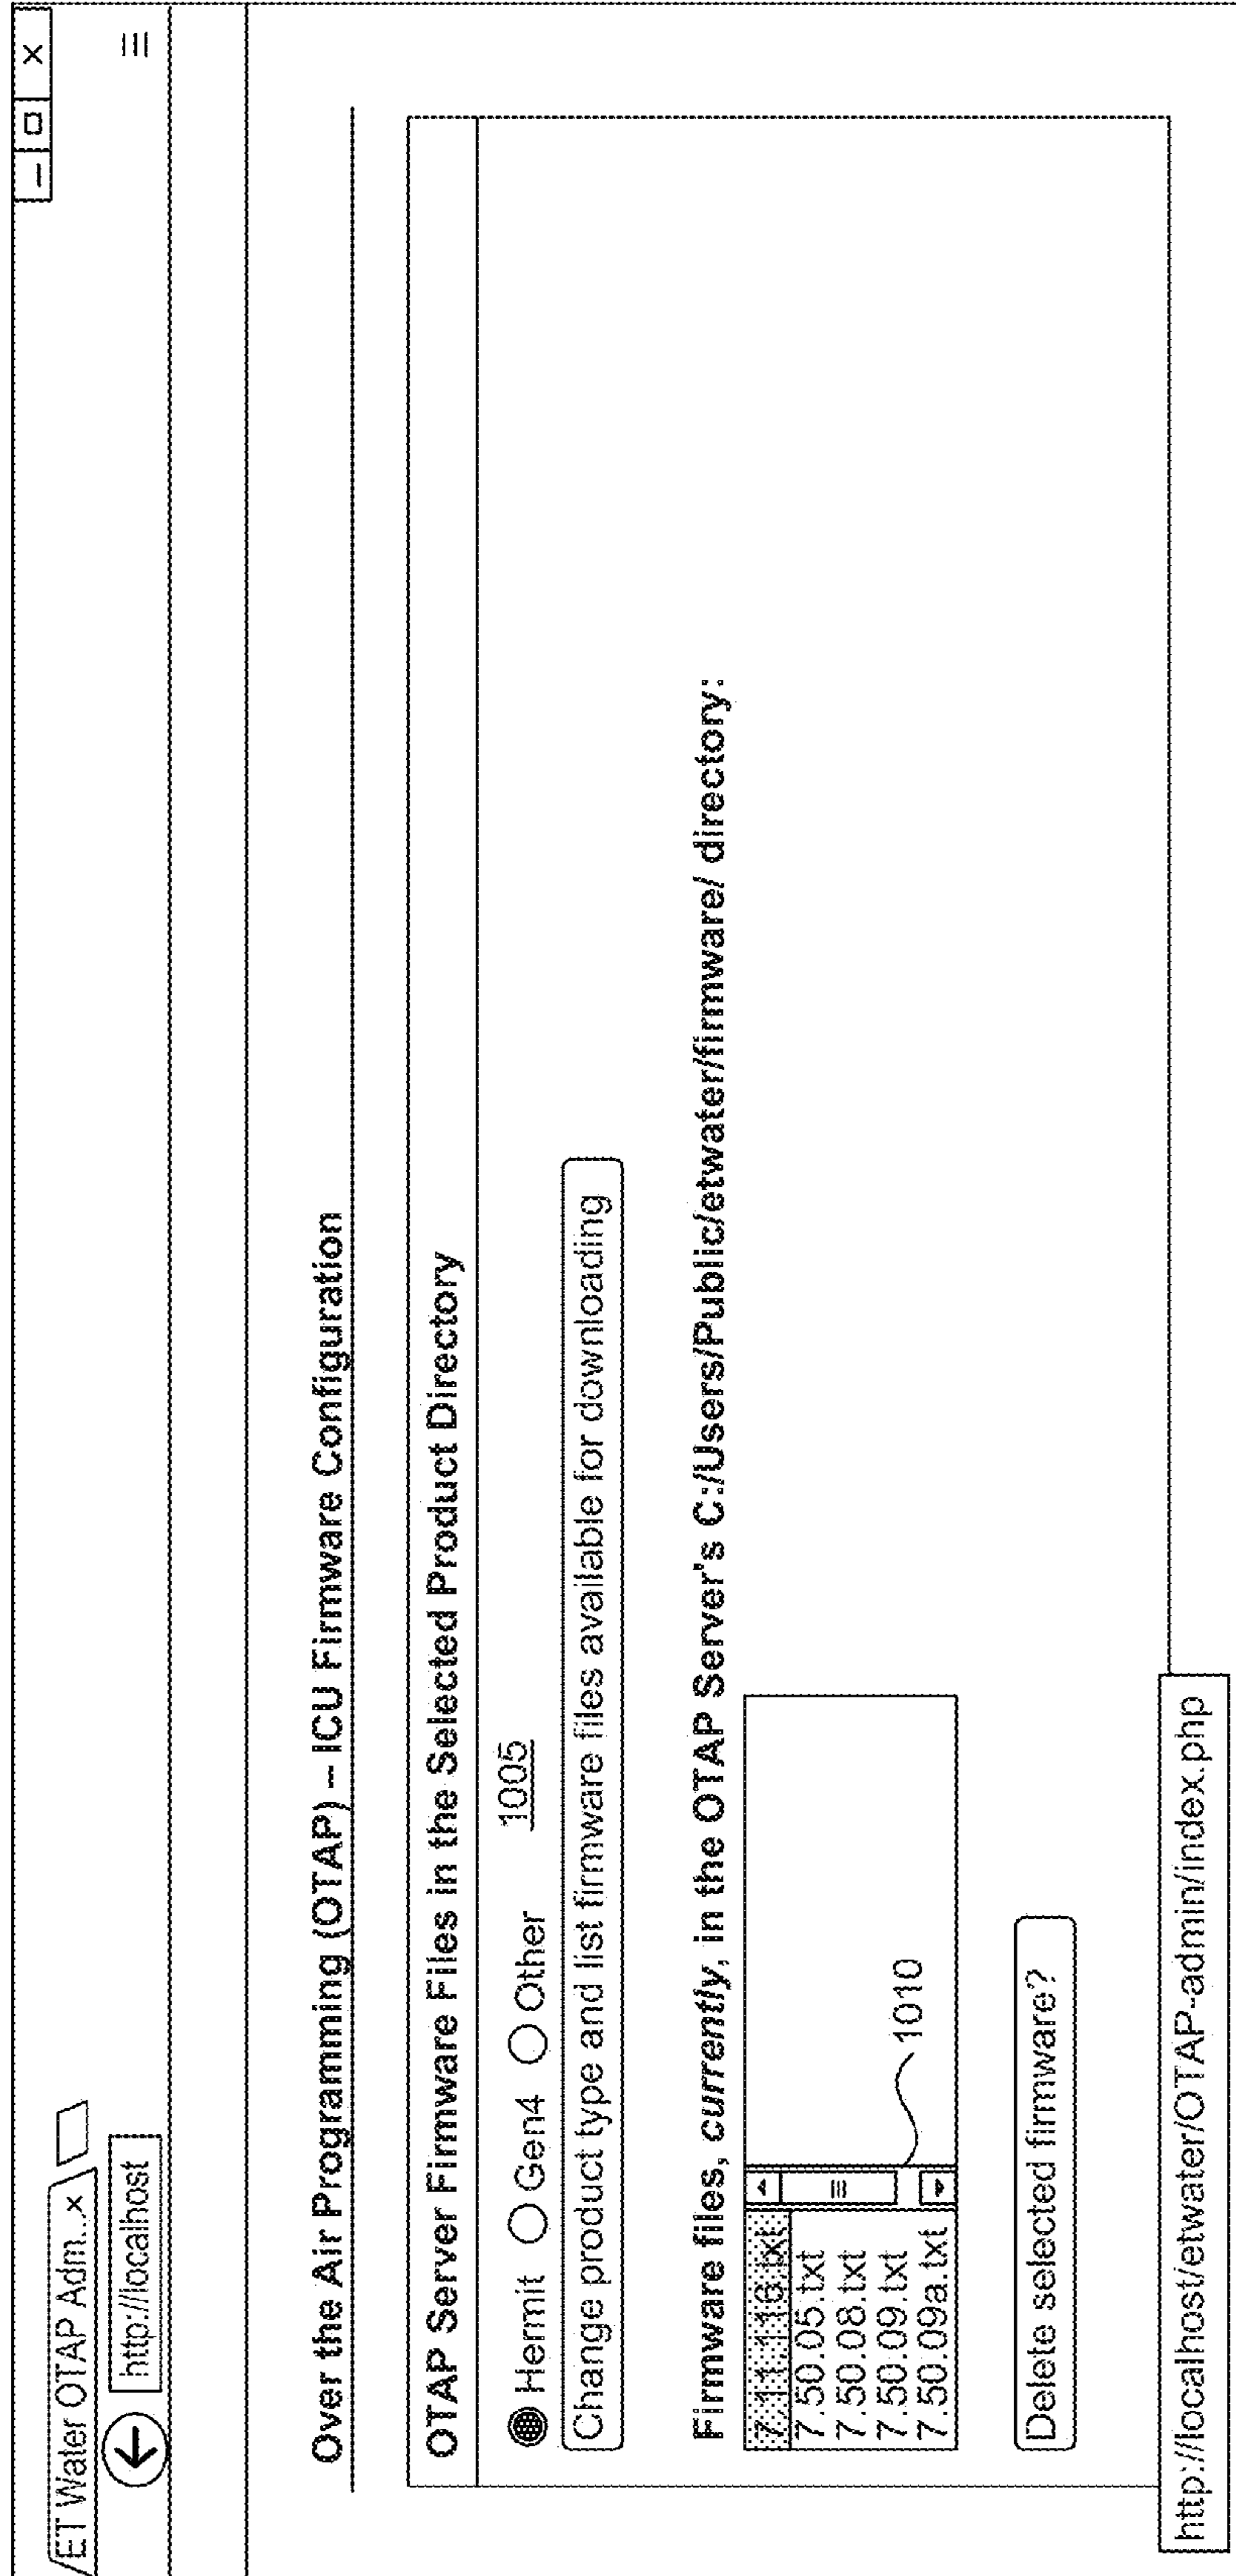 ET Water OTAP Adm..x
http://localhost
Over the Air Programming (OTAP) – ICU Firmware Configuration
OTAP Server Firmware Files in the Selected Product Directory
Hermit Gen4 Other 1005
Change product type and list firmware files available for downloading
Firmware files, currently, in the OTAP Server's C:/Users/Public/etwater/firmware/ directory:
7.11.116.txt
7.50.05.txt
7.50.08.txt
7.50.09.txt
7.50.09a.txt
1010
Delete selected firmware?
http://localhost/etwater/OTAP-admin/index.php